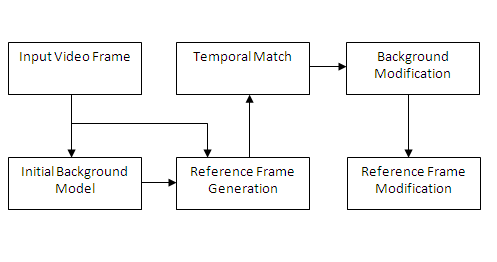 Input Video Frame
Temporal Match
Background
Modification
Initial Background
Model
Reference Frame
Generation
Reference Frame
Modification